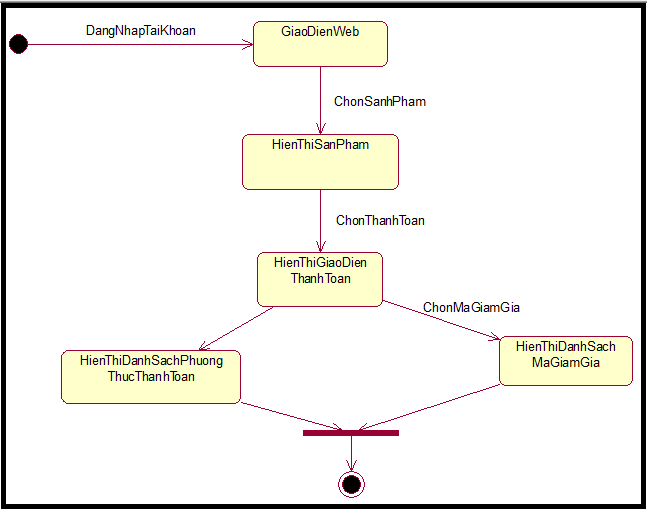 DangNhapTaiKhoan
GiaoDienWeb
ChonSanhPham
HienThiSanPham
ChonThanhToan
HienThiGiaoDien
ThanhToan
ChonMaGiamGia
HienThiDanhSachPhuong
ThucThanhToan
HienThiDanhSach
MaGiamGia